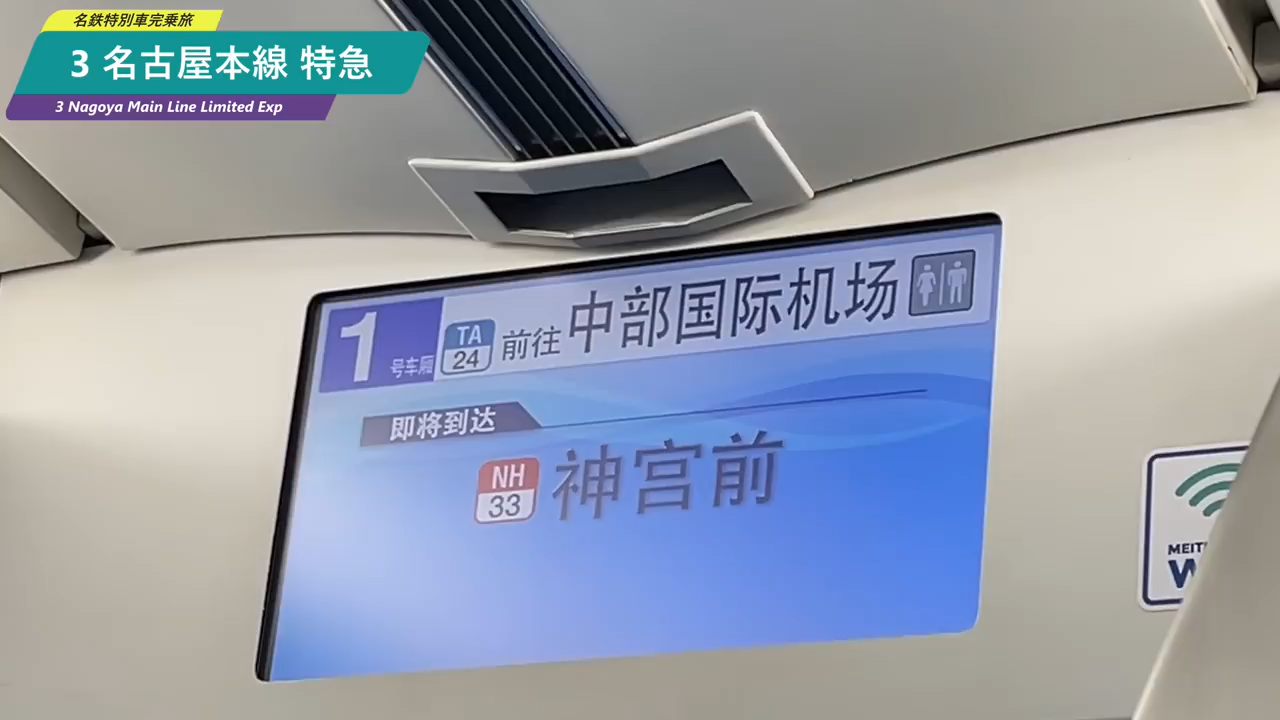 名鉄特別車完乗旅
3 名古屋本線 特急
3 Nagoya Main Line Limited Exp
1 号车厢 TA 24 前往 中部国际机场
即将到达
NH 33 神宫前